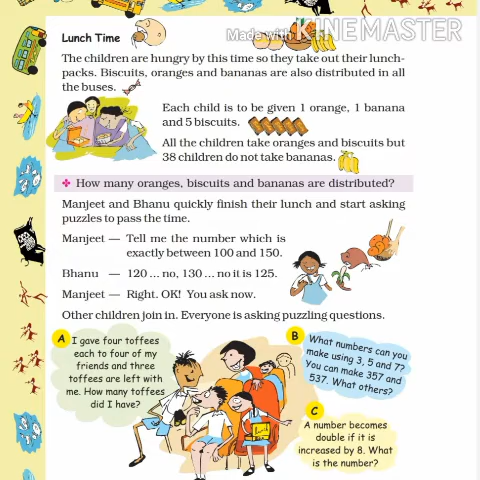 Made with KINEMASTER
Lunch Time
The children are hungry by this time so they take out their lunch-
packs. Biscuits, oranges and bananas are also distributed in all
the buses.
Each child is to be given 1 orange, 1 banana
and 5 biscuits.
All the children take oranges and biscuits but
38 children do not take bananas.
❖ How many oranges, biscuits and bananas are distributed?
Manjeet and Bhanu quickly finish their lunch and start asking
puzzles to pass the time.
Manjeet — Tell me the number which is
exactly between 100 and 150.
Bhanu — 120 ... no, 130 ... no it is 125.
Manjeet — Right. OK! You ask now.
Other children join in. Everyone is asking puzzling questions.
A
I gave four toffees
each to four of my
friends and three
toffees are left with
me. How many toffees
did I have?
B
What numbers can you
make using 3, 5 and 7?
You can make 357 and
537. What others?
C
A number becomes
double if it is
increased by 8. What
is the number?